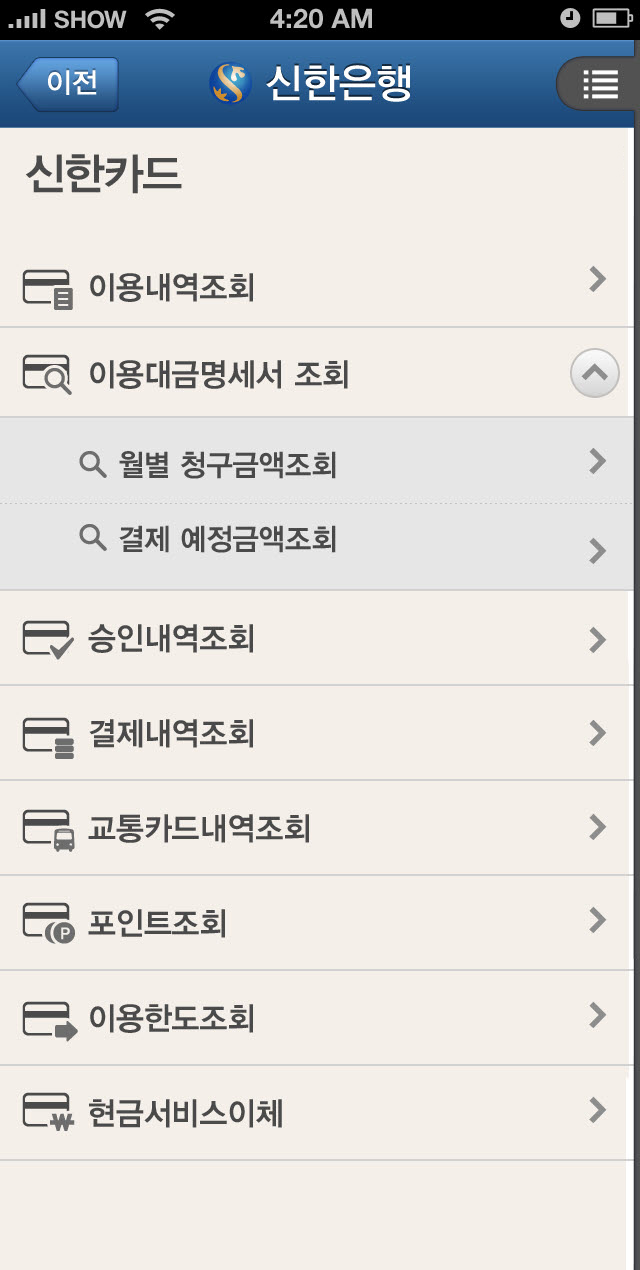 SHOW 4:20 AM
이전 신한은행
신한카드
이용내역조회
이용대금명세서 조회
월별 청구금액조회
결제 예정금액조회
승인내역조회
결제내역조회
교통카드내역조회
P 포인트조회
이용한도조회
₩ 현금서비스이체